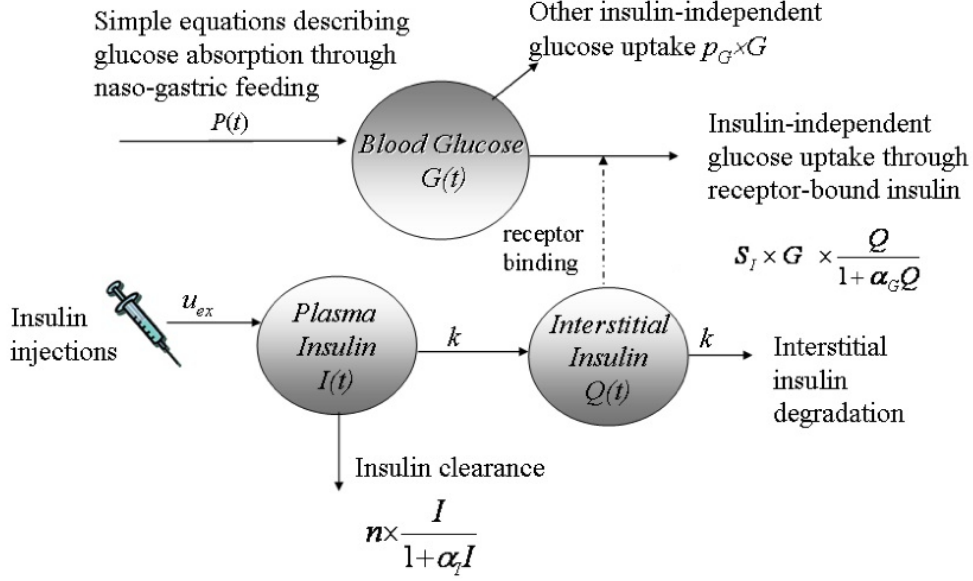 Simple equations describing
glucose absorption through
naso-gastric feeding
P(t)
Other insulin-independent
glucose uptake p_G×G
Blood Glucose
G(t)
Insulin-independent
glucose uptake through
receptor-bound insulin
S_I × G × Q / (1 + α_G Q)
receptor
binding
Insulin
injections
u_ex
Plasma
Insulin
I(t)
k
Interstitial
Insulin
Q(t)
k
Interstitial
insulin
degradation
Insulin clearance
n × I / (1 + α_I I)